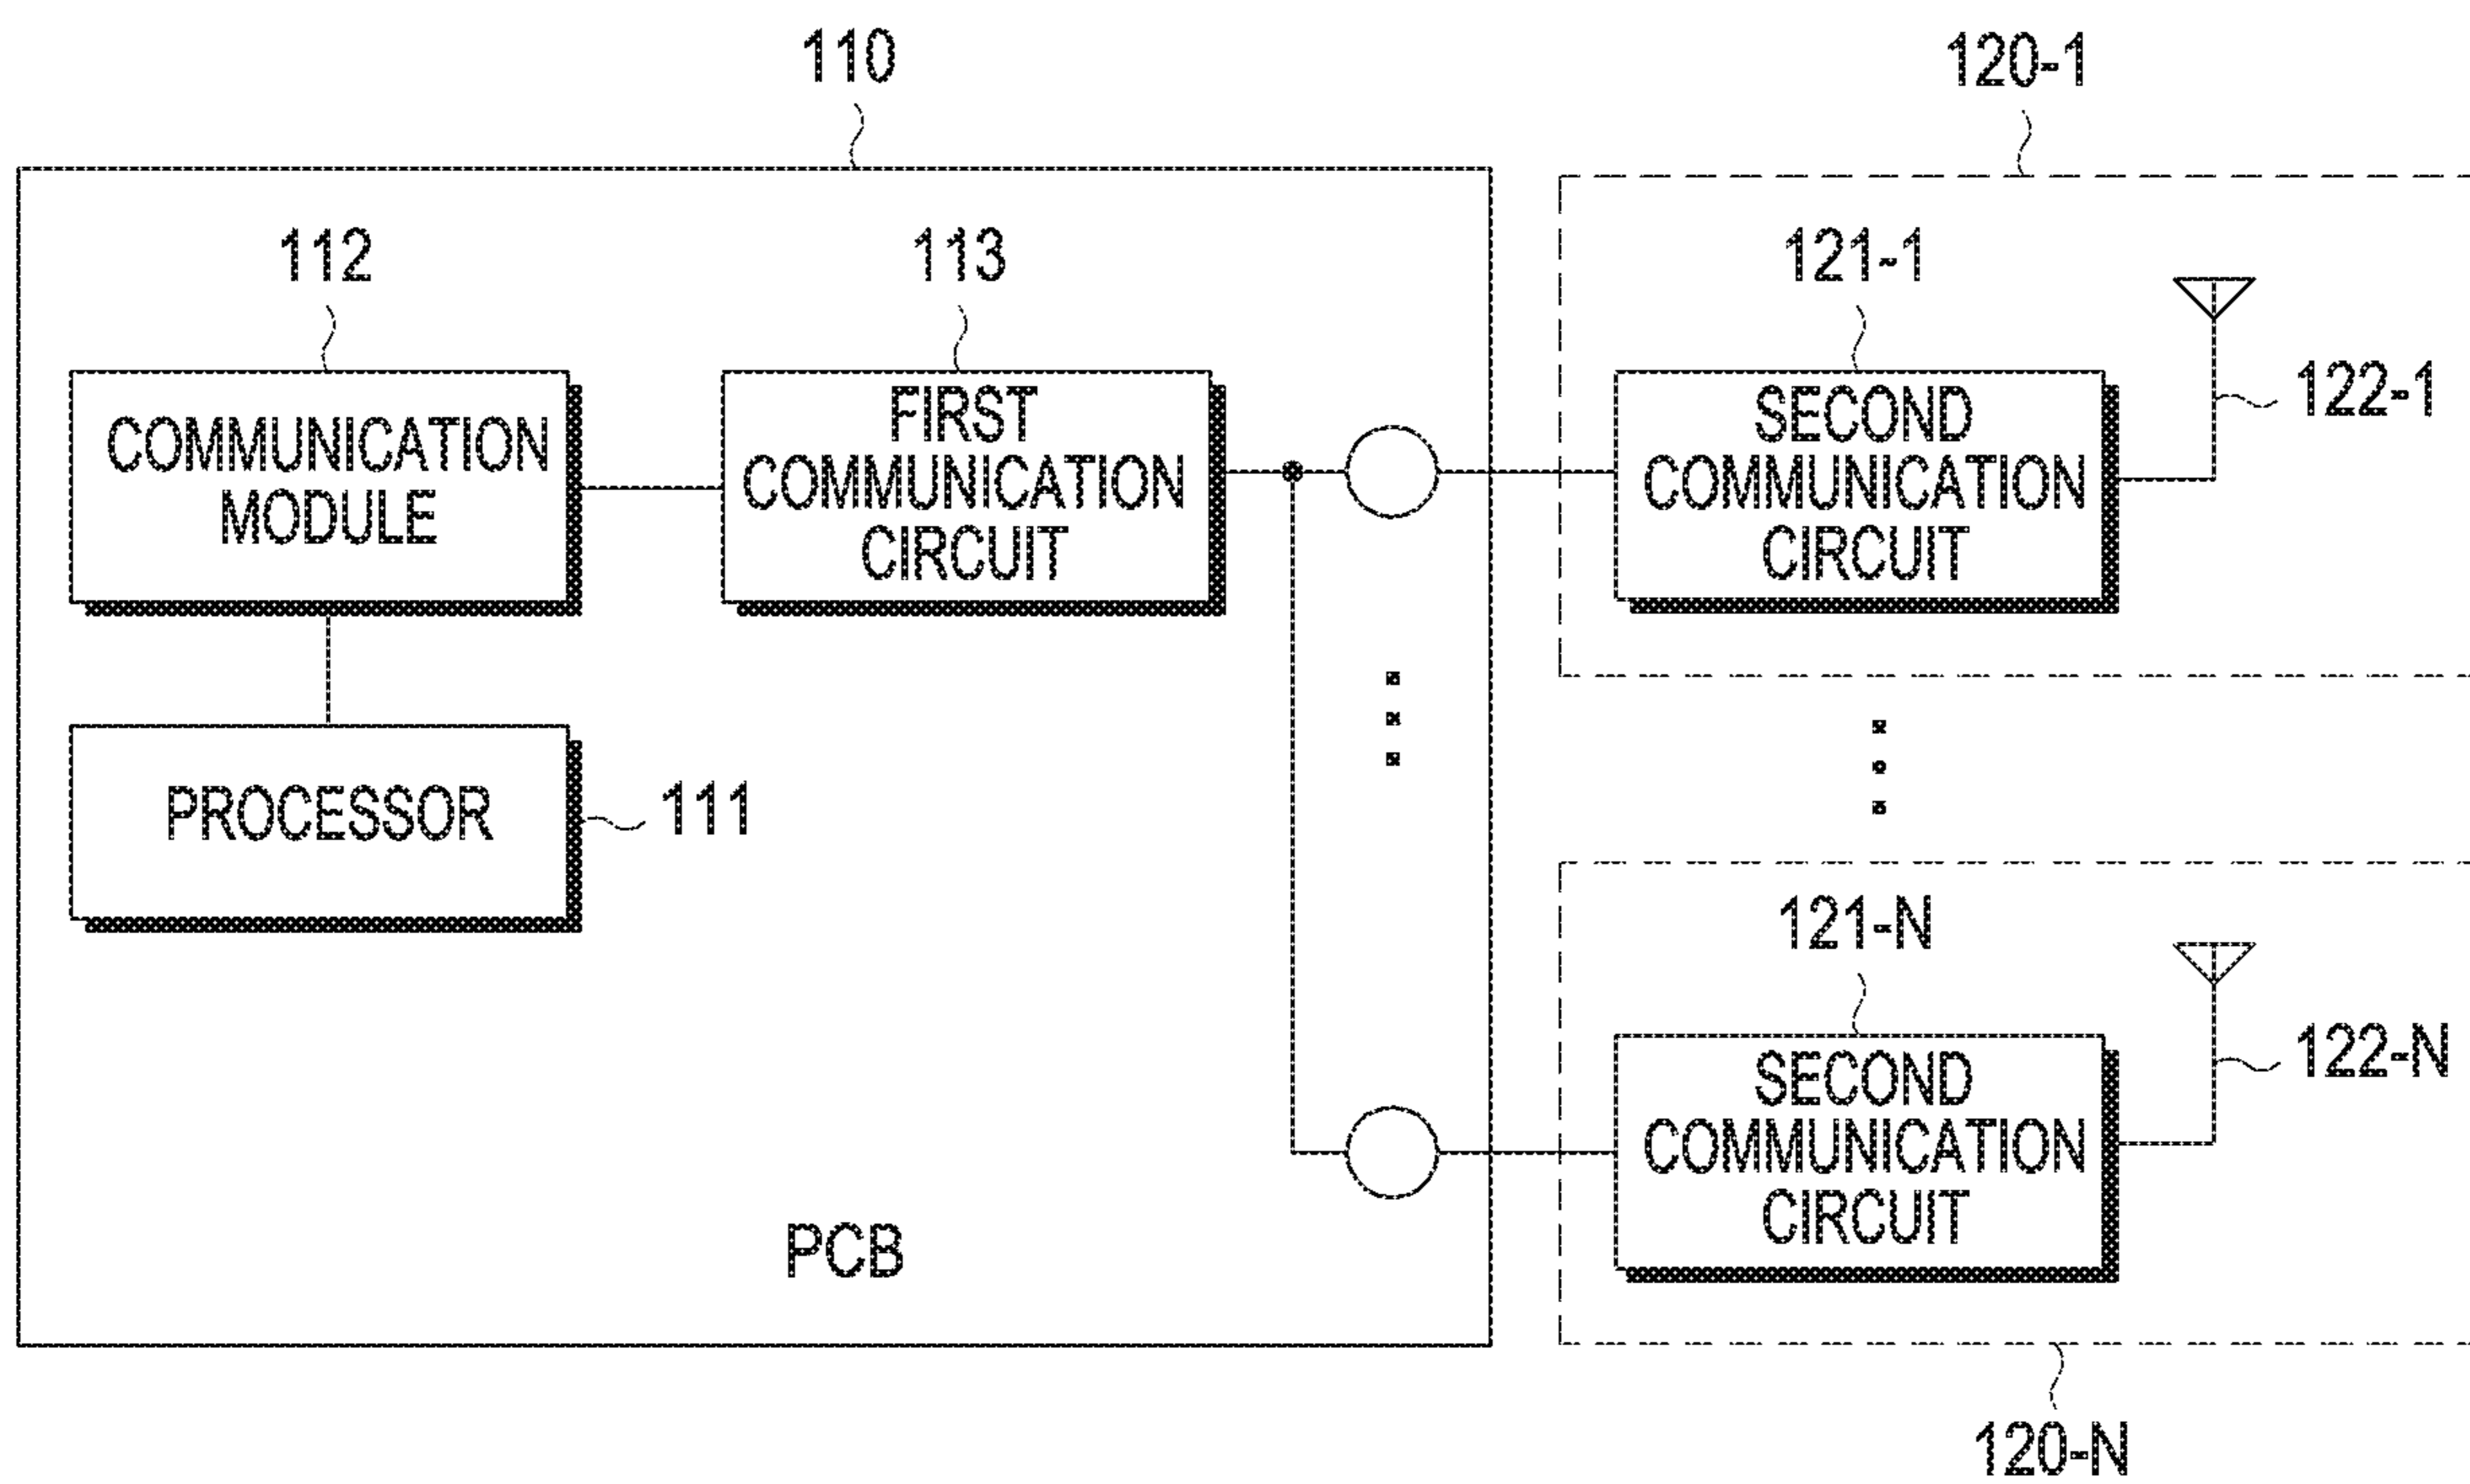 110
120-1
112
113
121-1
COMMUNICATION
MODULE
FIRST
COMMUNICATION
CIRCUIT
SECOND
COMMUNICATION
CIRCUIT
122-1
PROCESSOR
111
121-N
SECOND
COMMUNICATION
CIRCUIT
122-N
PCB
120-N